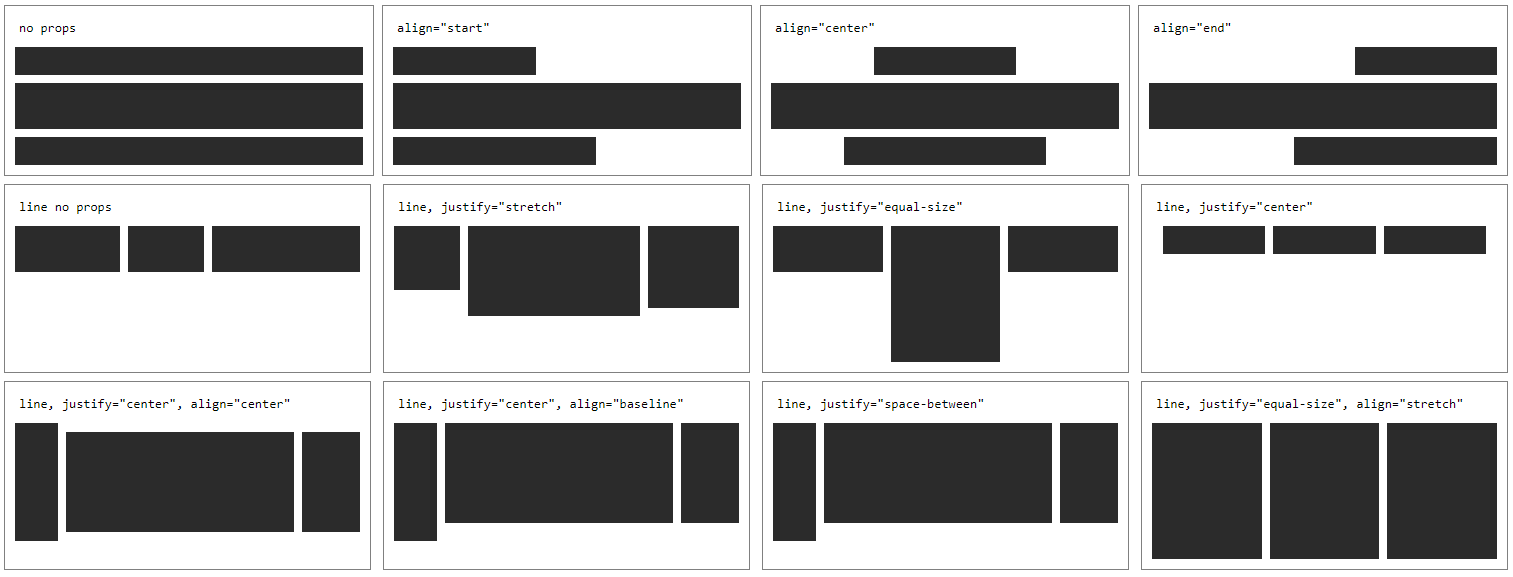 no props
align="start"
align="center"
align="end"
line no props
line, justify="stretch"
line, justify="equal-size"
line, justify="center"
line, justify="center", align="center"
line, justify="center", align="baseline"
line, justify="space-between"
line, justify="equal-size", align="stretch"